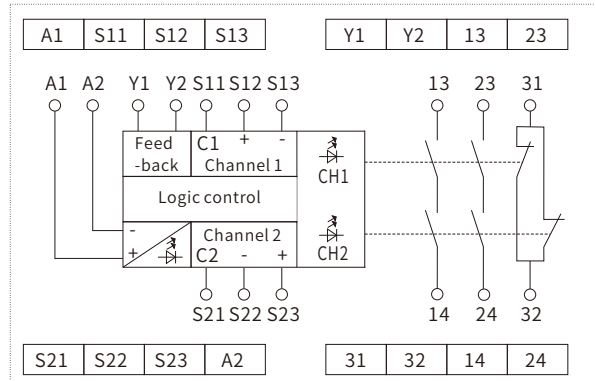 A1 S11 S12 S13 Y1 Y2 13 23
A1 A2 Y1 Y2 S11 S12 S13 13 23 31
Feed C1 + -
-back Channel 1 CH1
Logic control
- Channel 2
+ C2 - + CH2
S21 S22 S23 14 24 32
S21 S22 S23 A2 31 32 14 24